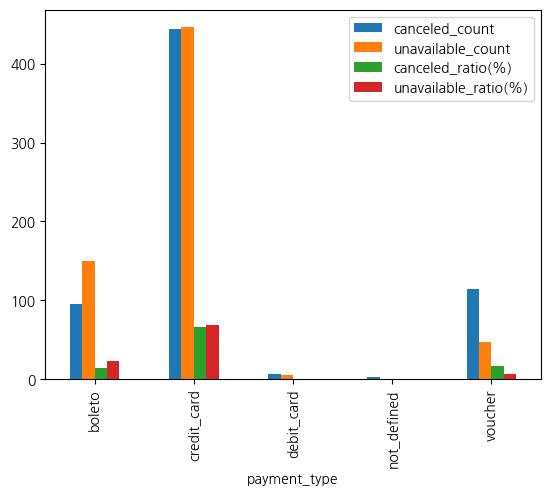 canceled_count
unavailable_count
canceled_ratio(%)
unavailable_ratio(%)
400
300
200
100
0
boleto
credit_card
debit_card
not_defined
voucher
payment_type